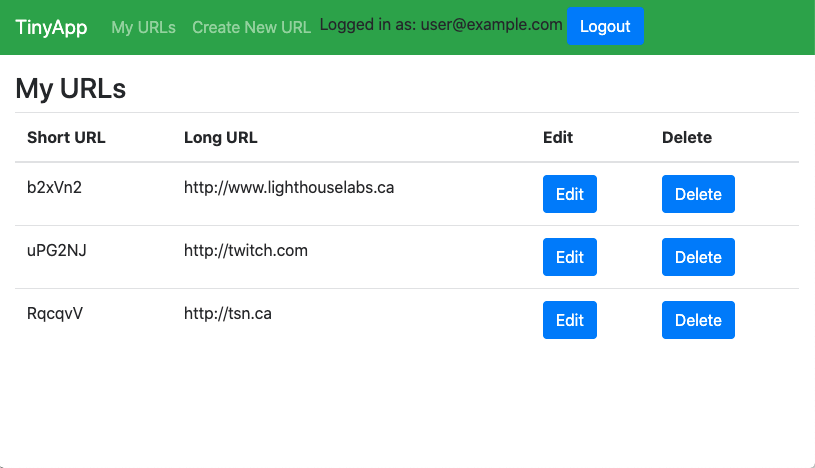 TinyApp My URLs Create New URL Logged in as: user@example.com Logout
My URLs
Short URL Long URL Edit Delete
b2xVn2 http://www.lighthouselabs.ca Edit Delete
uPG2NJ http://twitch.com Edit Delete
RqcqvV http://tsn.ca Edit Delete